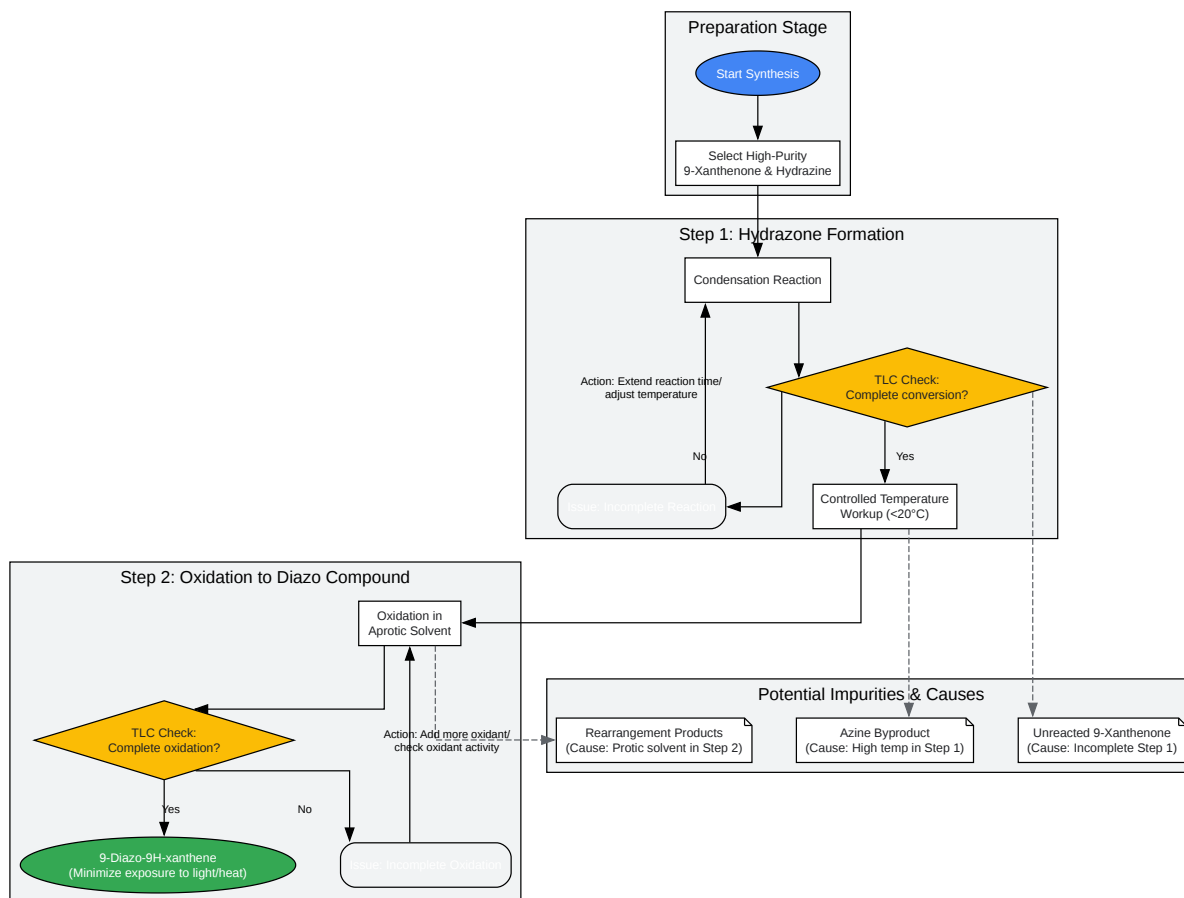 Preparation Stage
Start Synthesis
Select High-Purity
9-Xanthenone & Hydrazine
Step 1: Hydrazone Formation
Condensation Reaction
Action: Extend reaction time/
adjust temperature
TLC Check:
Complete conversion?
No
Yes
Issue: Incomplete Reaction
Controlled Temperature
Workup (<20°C)
Step 2: Oxidation to Diazo Compound
Oxidation in
Aprotic Solvent
TLC Check:
Complete oxidation?
Action: Add more oxidant/
check oxidant activity
Yes
No
9-Diazo-9H-xanthene
(Minimize exposure to light/heat)
Issue: Incomplete Oxidation
Potential Impurities & Causes
Rearrangement Products
(Cause: Protic solvent in Step 2)
Azine Byproduct
(Cause: High temp in Step 1)
Unreacted 9-Xanthenone
(Cause: Incomplete Step 1)